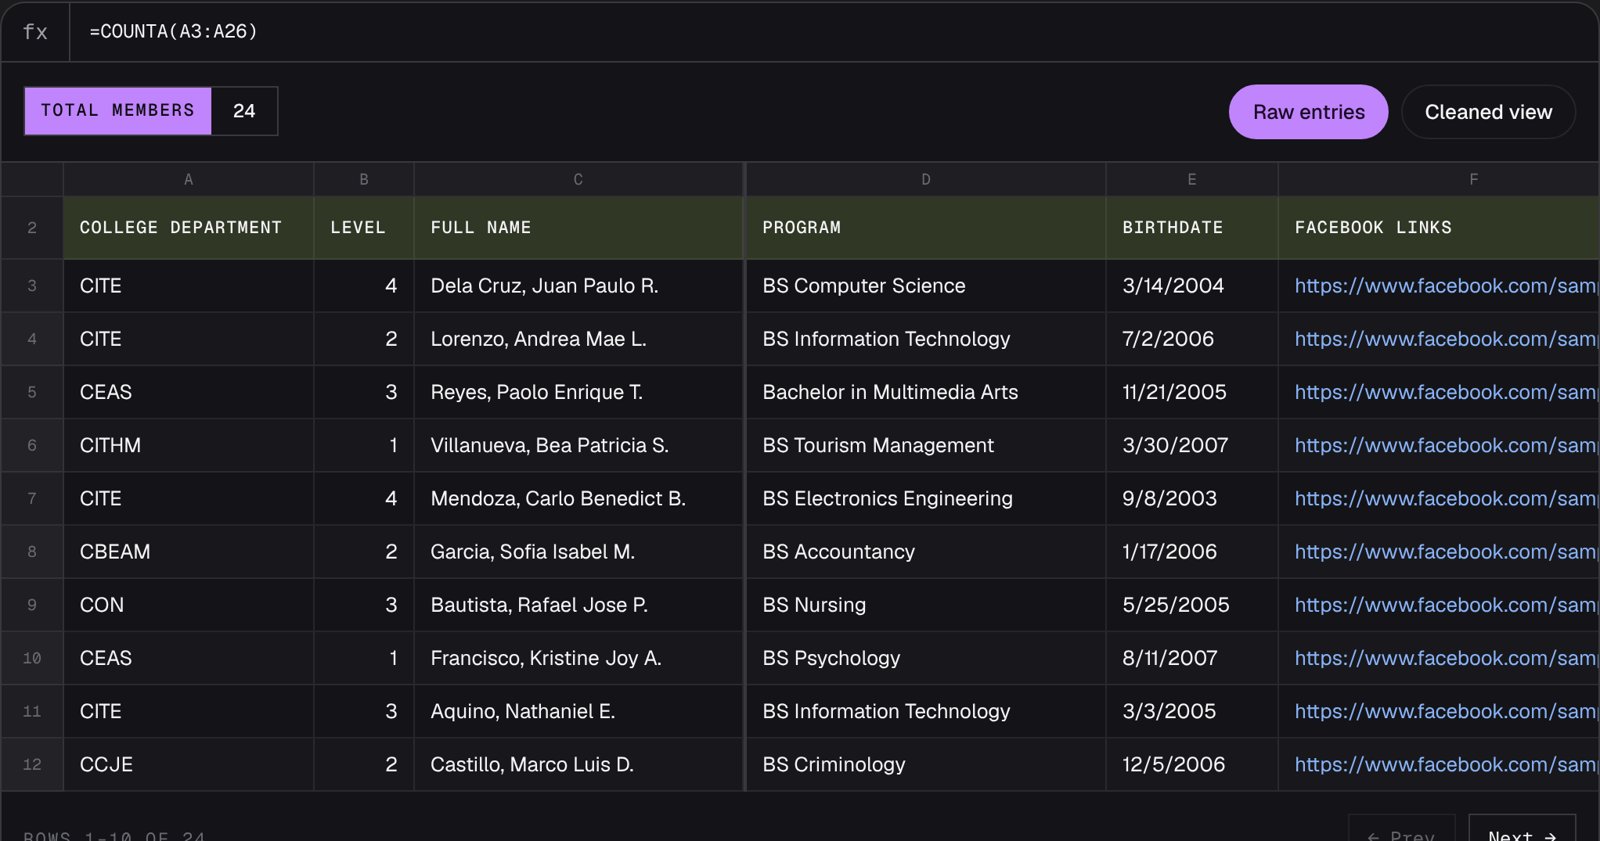 fx =COUNTA(A3:A26)
TOTAL MEMBERS 24 Raw entries Cleaned view
A B C D E F
2 COLLEGE DEPARTMENT LEVEL FULL NAME PROGRAM BIRTHDATE FACEBOOK LINKS
3 CITE 4 Dela Cruz, Juan Paulo R. BS Computer Science 3/14/2004 https://www.facebook.com/sam
4 CITE 2 Lorenzo, Andrea Mae L. BS Information Technology 7/2/2006 https://www.facebook.com/sam
5 CEAS 3 Reyes, Paolo Enrique T. Bachelor in Multimedia Arts 11/21/2005 https://www.facebook.com/sam
6 CITHM 1 Villanueva, Bea Patricia S. BS Tourism Management 3/30/2007 https://www.facebook.com/sam
7 CITE 4 Mendoza, Carlo Benedict B. BS Electronics Engineering 9/8/2003 https://www.facebook.com/sam
8 CBEAM 2 Garcia, Sofia Isabel M. BS Accountancy 1/17/2006 https://www.facebook.com/sam
9 CON 3 Bautista, Rafael Jose P. BS Nursing 5/25/2005 https://www.facebook.com/sam
10 CEAS 1 Francisco, Kristine Joy A. BS Psychology 8/11/2007 https://www.facebook.com/sam
11 CITE 3 Aquino, Nathaniel E. BS Information Technology 3/3/2005 https://www.facebook.com/sam
12 CCJE 2 Castillo, Marco Luis D. BS Criminology 12/5/2006 https://www.facebook.com/sam
ROWS 1-10 OF 24 ← Prev Next →